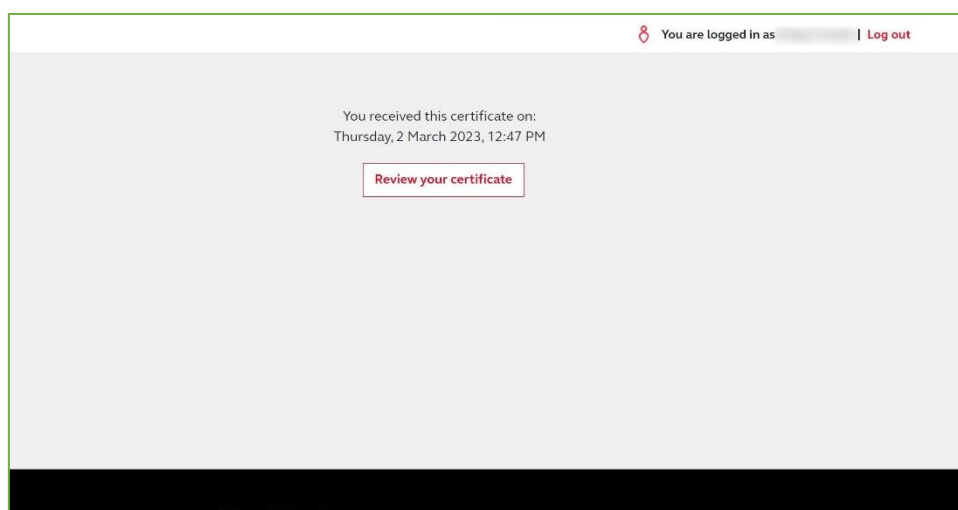 You are logged in as | Log out
You received this certificate on:
Thursday, 2 March 2023, 12:47 PM
Review your certificate